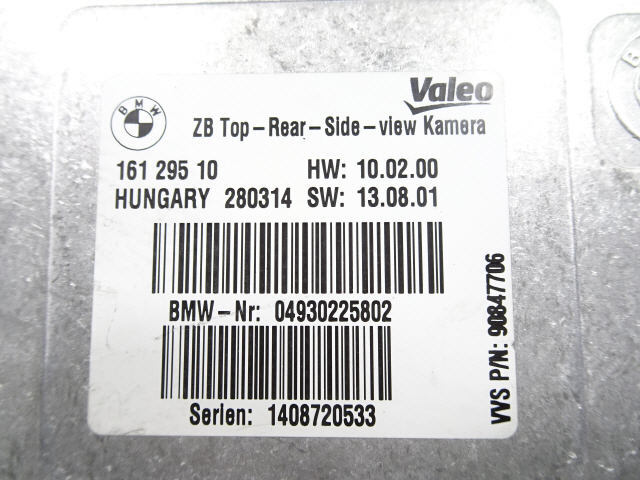 BMW
Valeo
ZB Top-Rear-Side-view Kamera
161 295 10 HW: 10.02.00
HUNGARY 280314 SW: 13.08.01
BMW-Nr: 04930225802
Serien: 1408720533
VVS P/N: 90847706
B